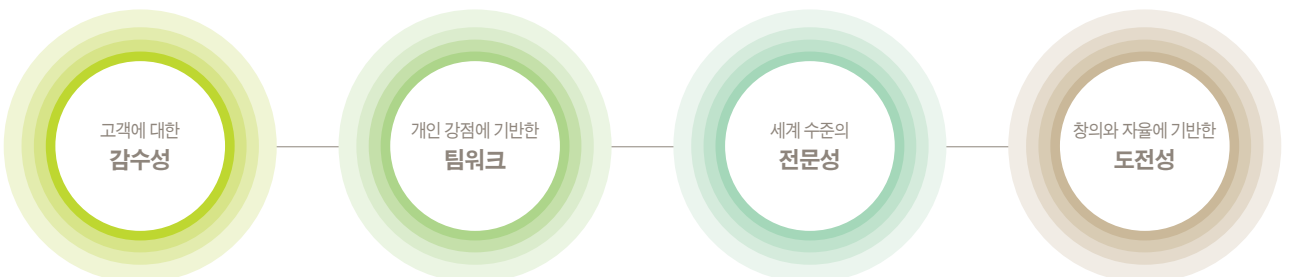 고객에 대한
감수성
개인 강점에 기반한
팀워크
세계 수준의
전문성
창의와 자율에 기반한
도전성